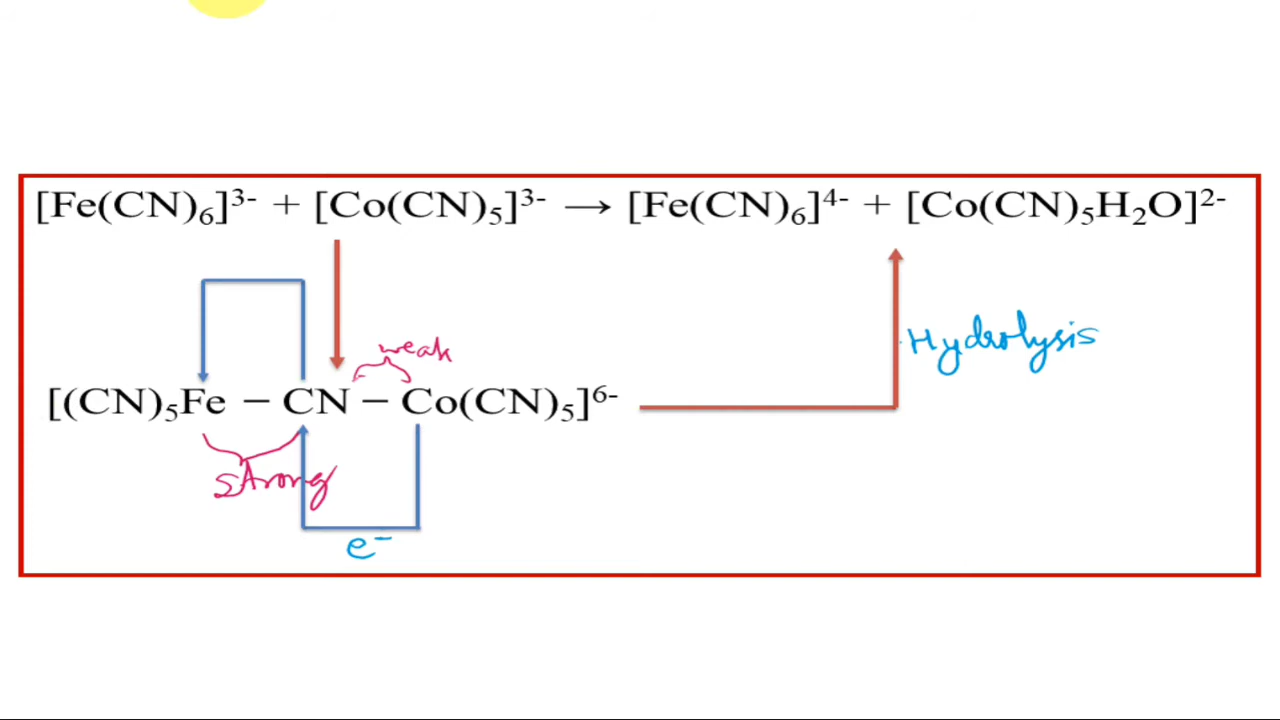 [Fe(CN)₆]³⁻ + [Co(CN)₅]³⁻ → [Fe(CN)₆]⁴⁻ + [Co(CN)₅H₂O]²⁻
Hydrolysis
weak
[(CN)₅Fe − CN − Co(CN)₅]⁶⁻
strong
e⁻